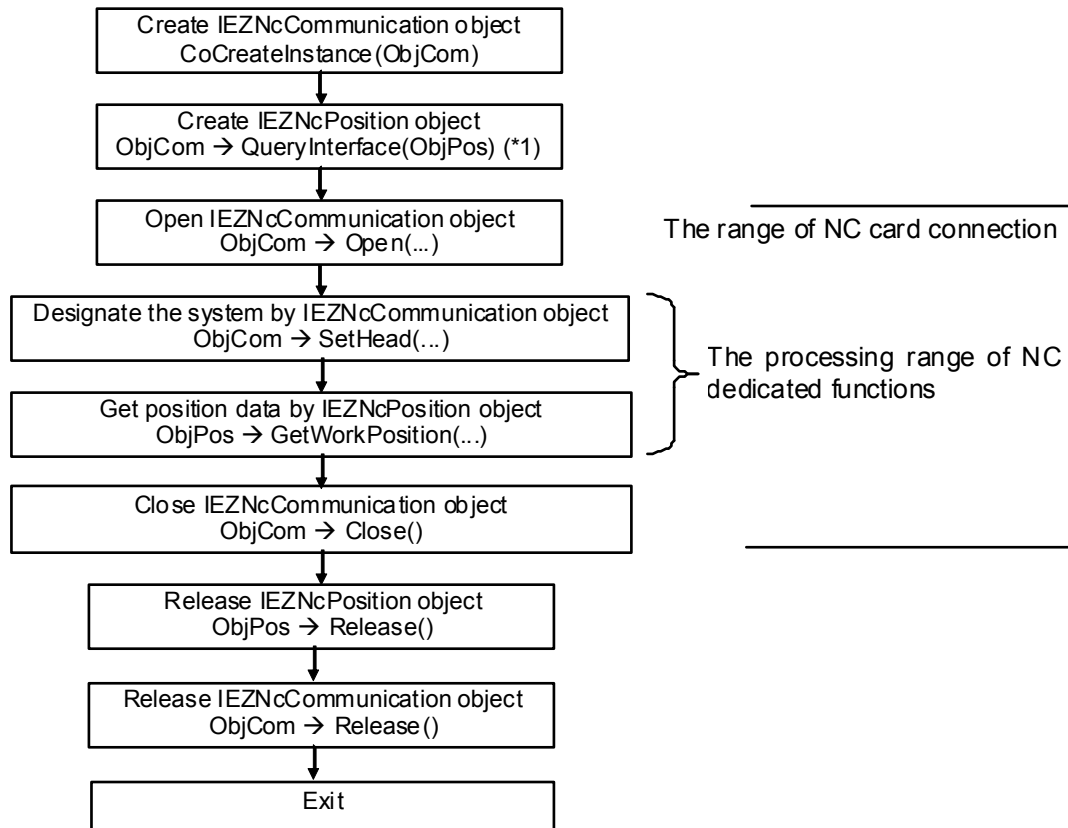 Create IEZNcCommunication object
CoCreateInstance(ObjCom)
Create IEZNcPosition object
ObjCom → QueryInterface(ObjPos) (*1)
Open IEZNcCommunication object
ObjCom → Open(...)
The range of NC card connection
Designate the system by IEZNcCommunication object
ObjCom → SetHead(...)
The processing range of NC
dedicated functions
Get position data by IEZNcPosition object
ObjPos → GetWorkPosition(...)
Close IEZNcCommunication object
ObjCom → Close()
Release IEZNcPosition object
ObjPos → Release()
Release IEZNcCommunication object
ObjCom → Release()
Exit